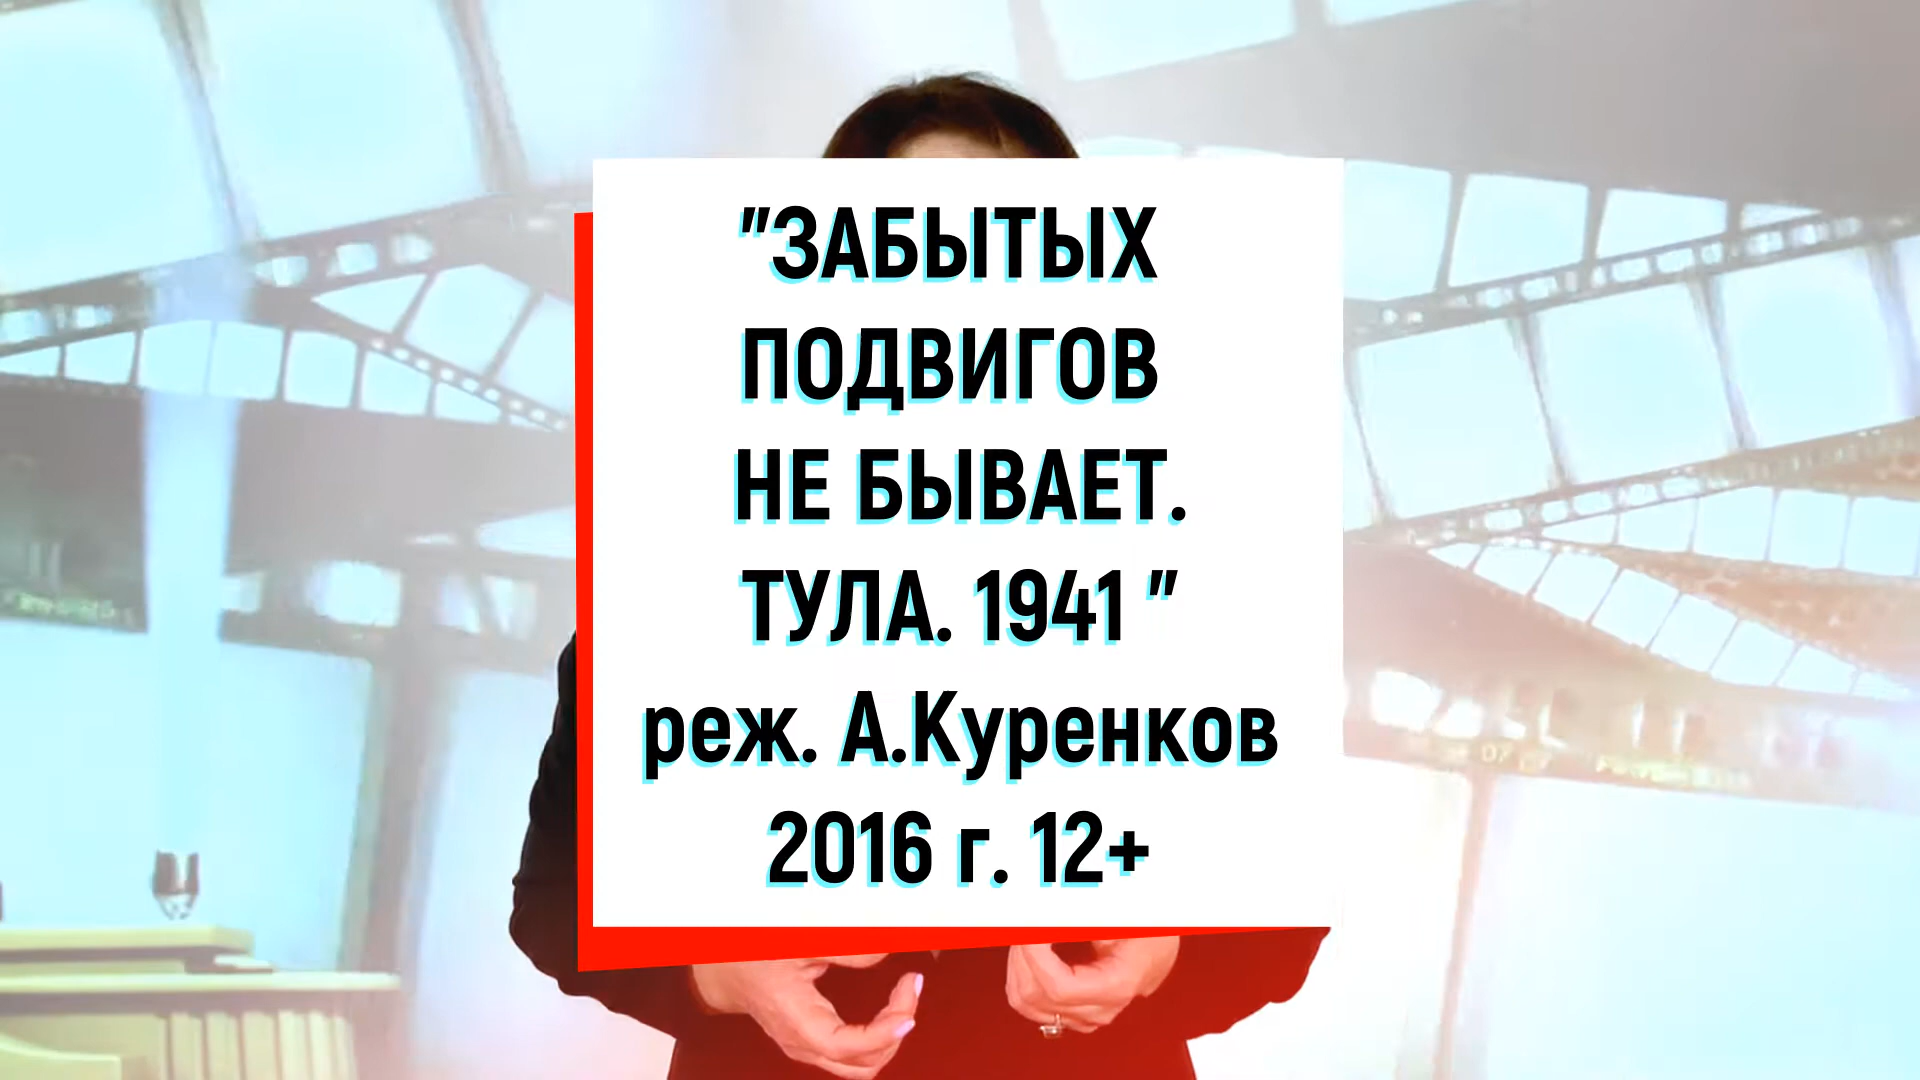 "ЗАБЫТЫХ
ПОДВИГОВ
НЕ БЫВАЕТ.
ТУЛА. 1941 "
реж. А.Куренков
2016 г. 12+